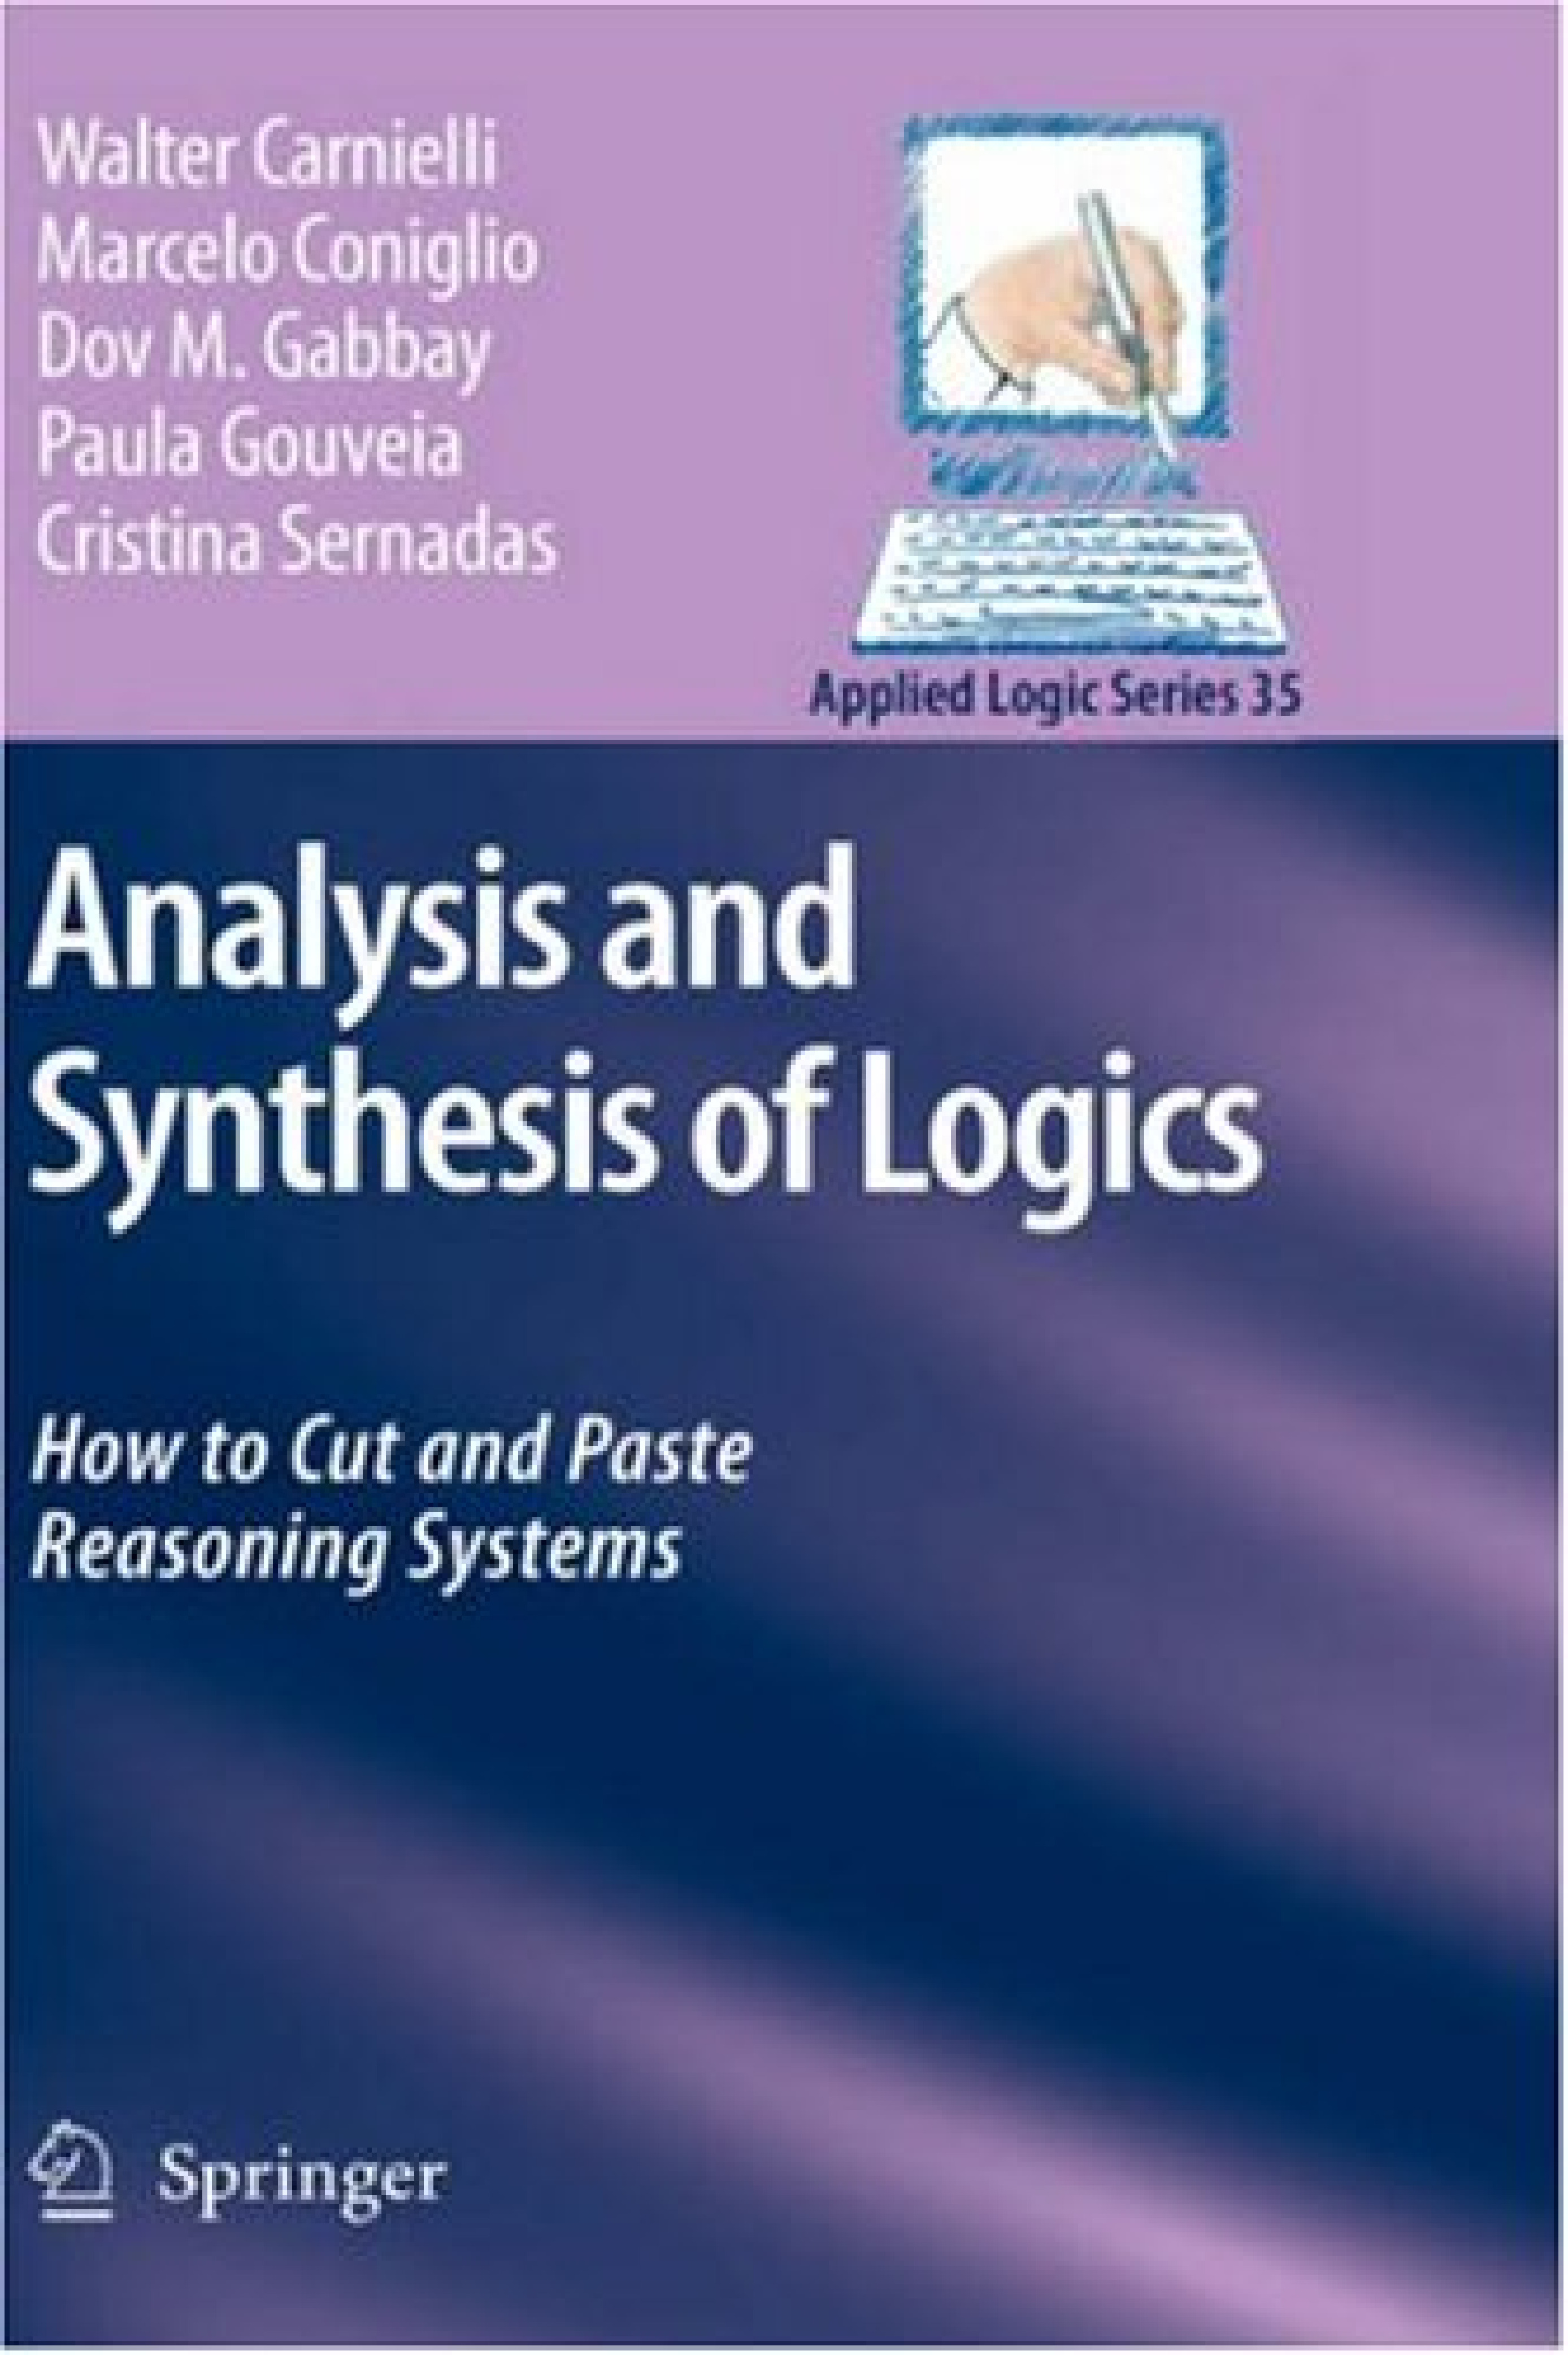 Walter Carnielli
Marcelo Coniglio
Dov M. Gabbay
Paula Gouveia
Cristina Sernadas
Applied Logic Series 35
Analysis and
Synthesis of Logics
How to Cut and Paste
Reasoning Systems
Springer